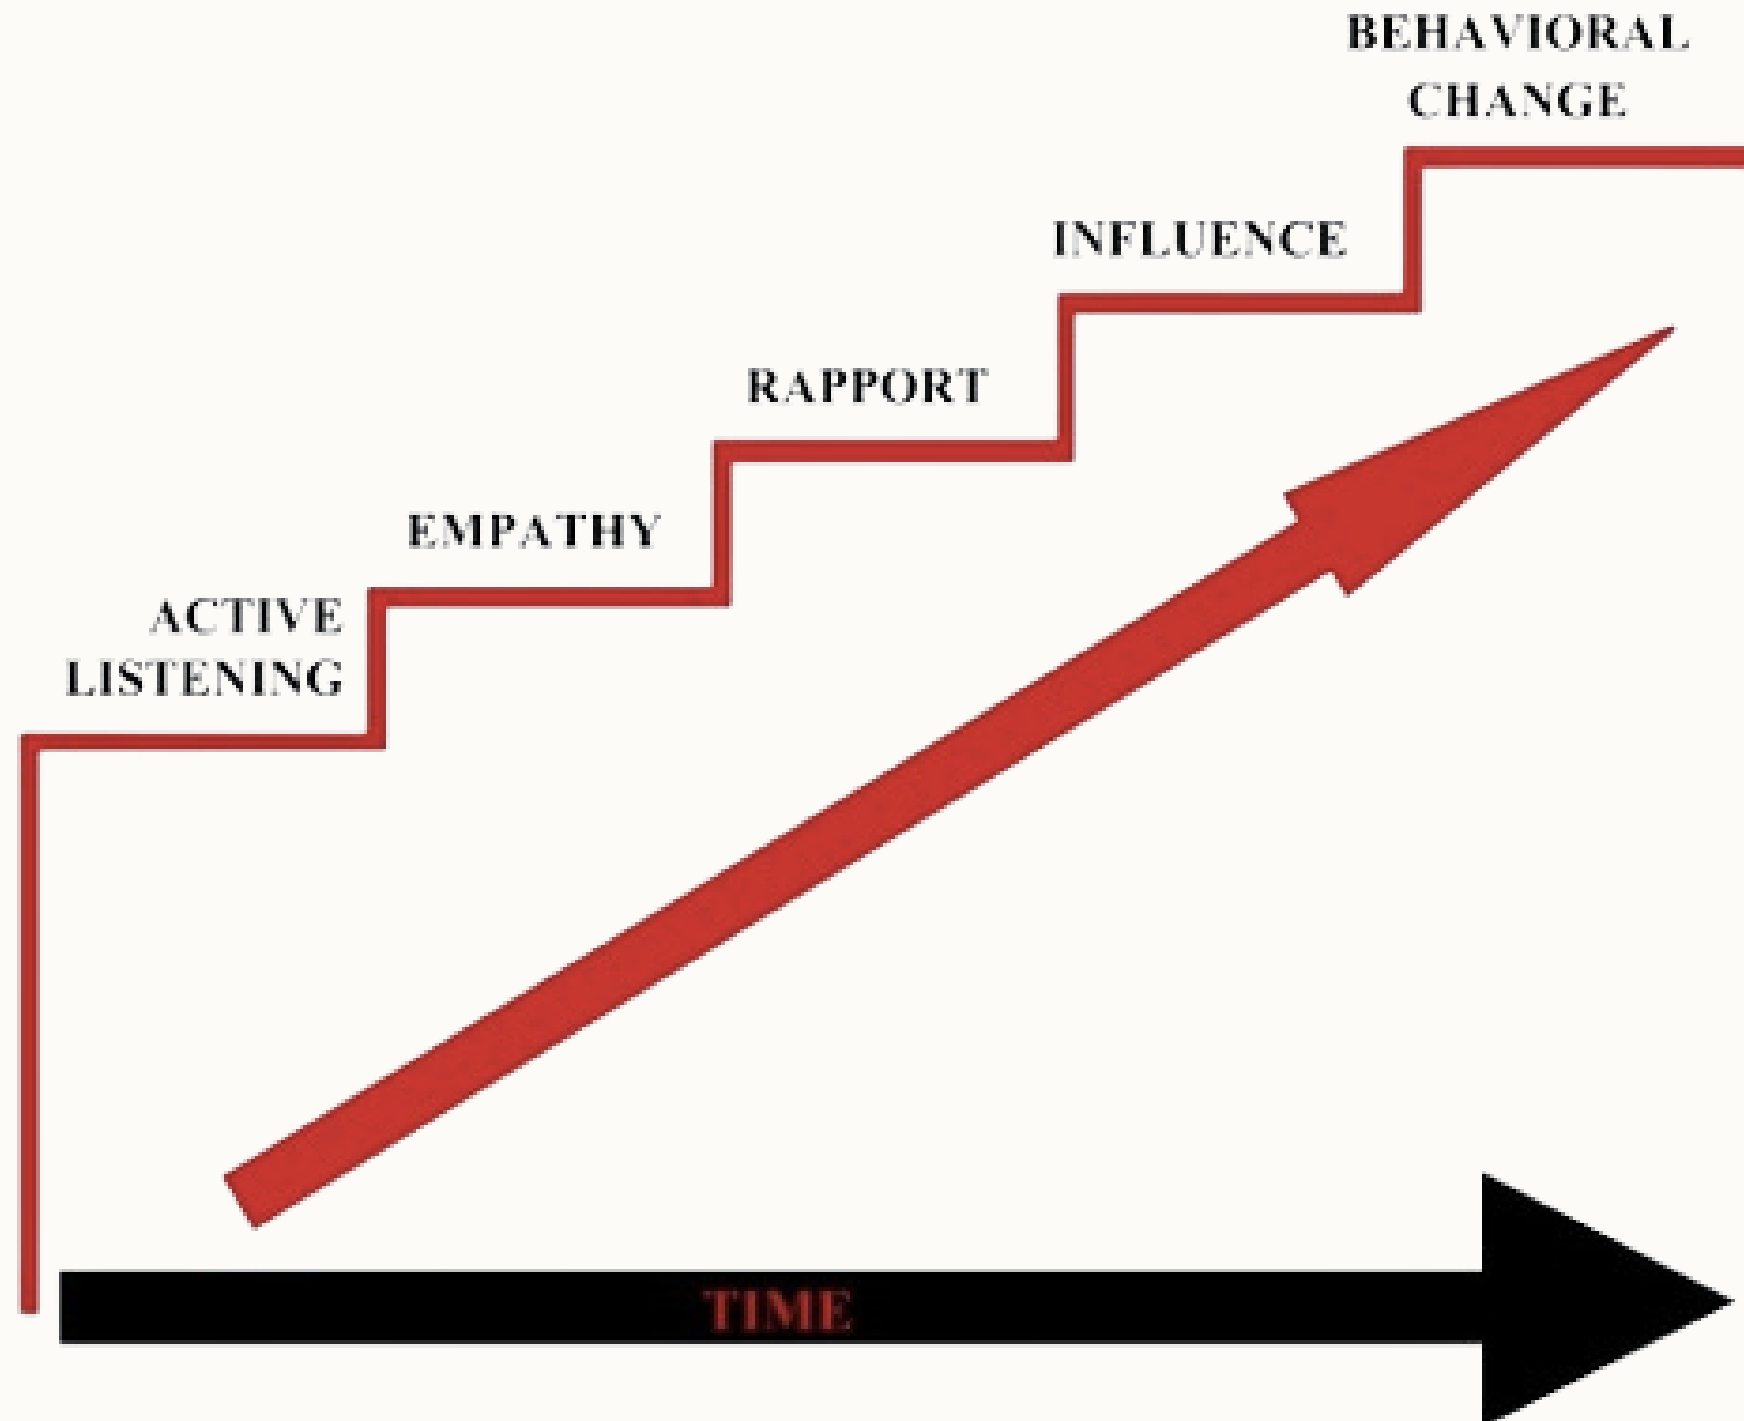 BEHAVIORAL
CHANGE
INFLUENCE
RAPPORT
EMPATHY
ACTIVE
LISTENING
TIME